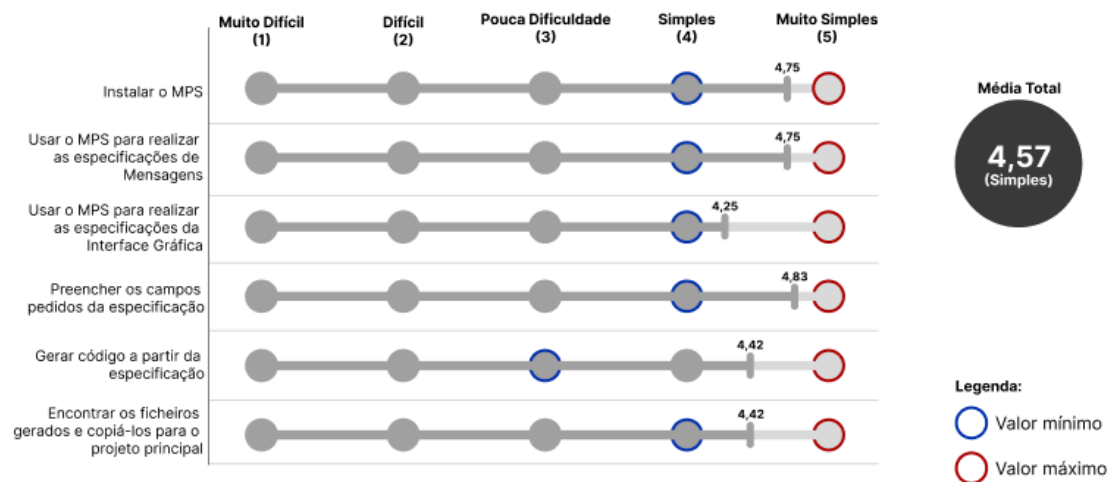 Muito Difícil
(1)
Difícil
(2)
Pouca Dificuldade
(3)
Simples
(4)
Muito Simples
(5)
Instalar o MPS
4,75
Usar o MPS para realizar
as especificações de
Mensagens
4,75
Usar o MPS para realizar
as especificações da
Interface Gráfica
4,25
Preencher os campos
pedidos da especificação
4,83
Gerar código a partir da
especificação
4,42
Encontrar os ficheiros
gerados e copiá-los para o
projeto principal
4,42
Média Total
4,57
(Simples)
Legenda:
Valor mínimo
Valor máximo